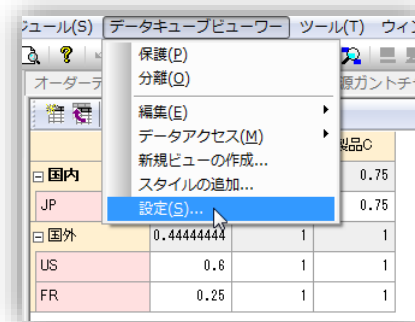 ジュール(S) データキューブビューワー ツール(T) ウィン
保護(P)
オーダーテ 分離(O) 源ガントチ
編集(E)
データアクセス(M) 製品C
新規ビューの作成...
国内 スタイルの追加... 0.75
JP 設定(S)... 0.75
国外 0.44444444 1 1
US 0.6 1 1
FR 0.25 1 1